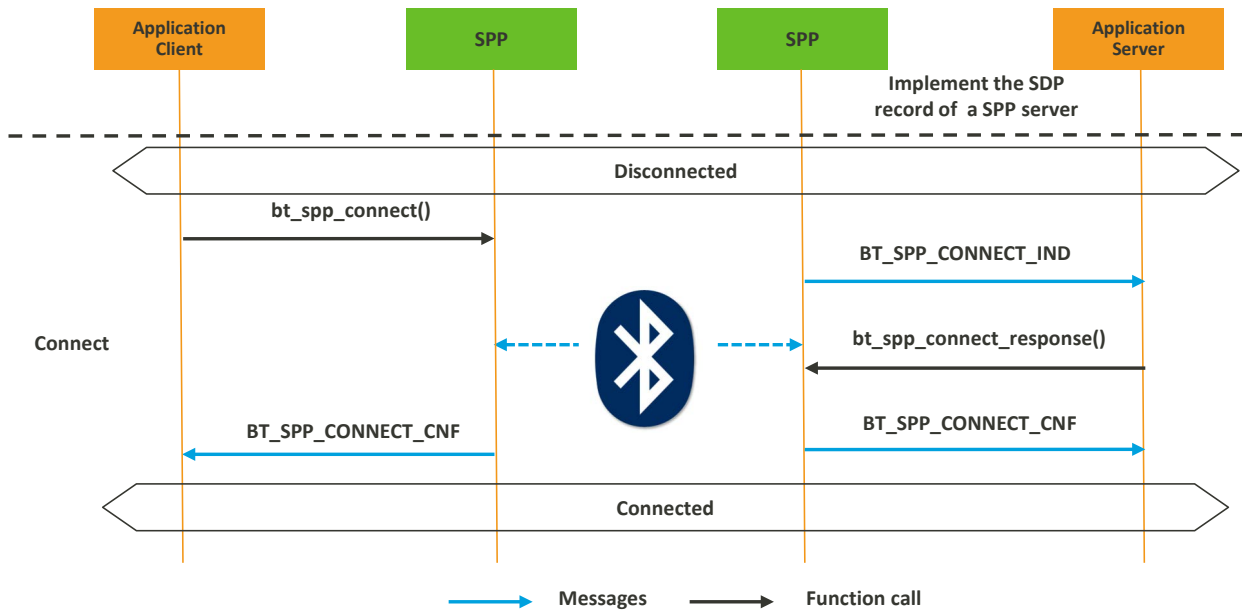 Application
Client
SPP
SPP
Application
Server
Implement the SDP
record of a SPP server
Disconnected
bt_spp_connect()
BT_SPP_CONNECT_IND
Connect
bt_spp_connect_response()
BT_SPP_CONNECT_CNF
BT_SPP_CONNECT_CNF
Connected
Messages
Function call